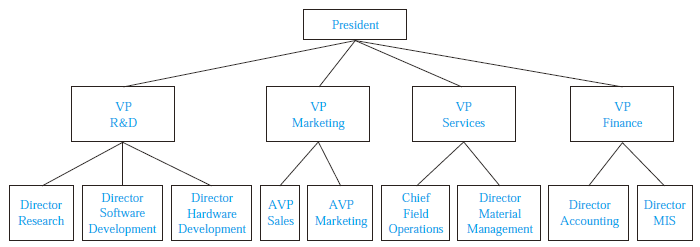 President
VP
R&D
VP
Marketing
VP
Services
VP
Finance
Director
Research
Director
Software
Development
Director
Hardware
Development
AVP
Sales
AVP
Marketing
Chief
Field
Operations
Director
Material
Management
Director
Accounting
Director
MIS